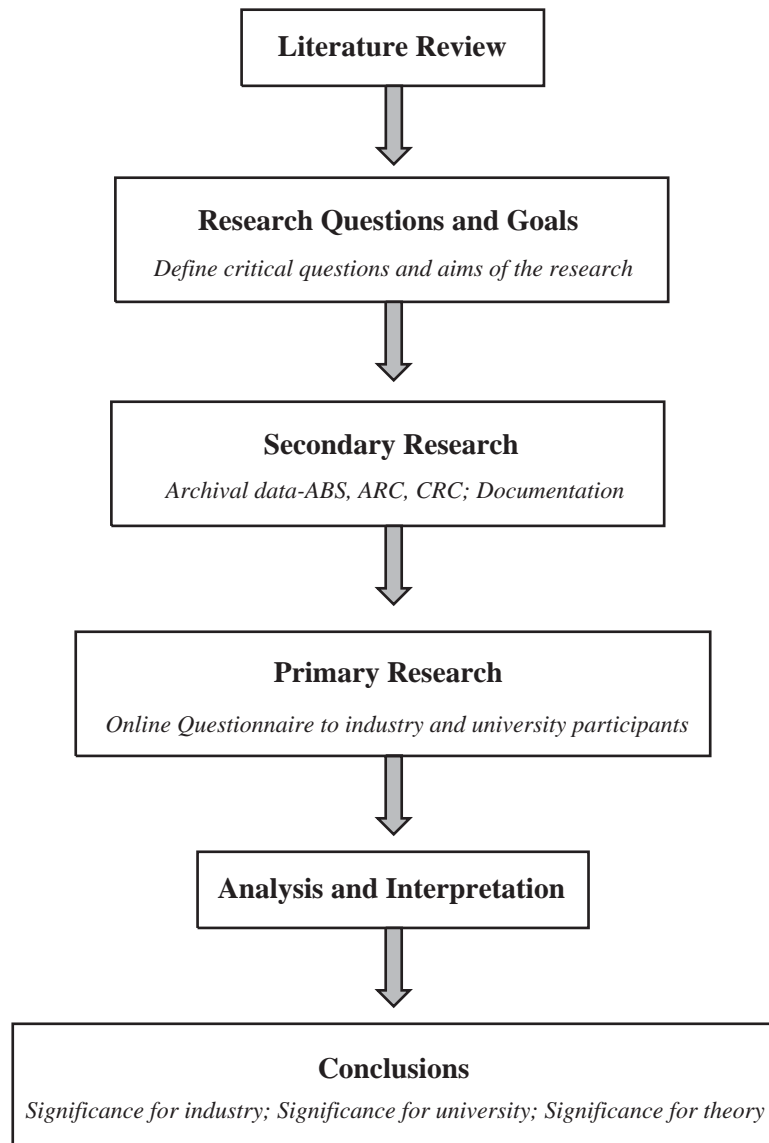 Literature Review
Research Questions and Goals
Define critical questions and aims of the research
Secondary Research
Archival data-ABS, ARC, CRC; Documentation
Primary Research
Online Questionnaire to industry and university participants
Analysis and Interpretation
Conclusions
Significance for industry; Significance for university; Significance for theory